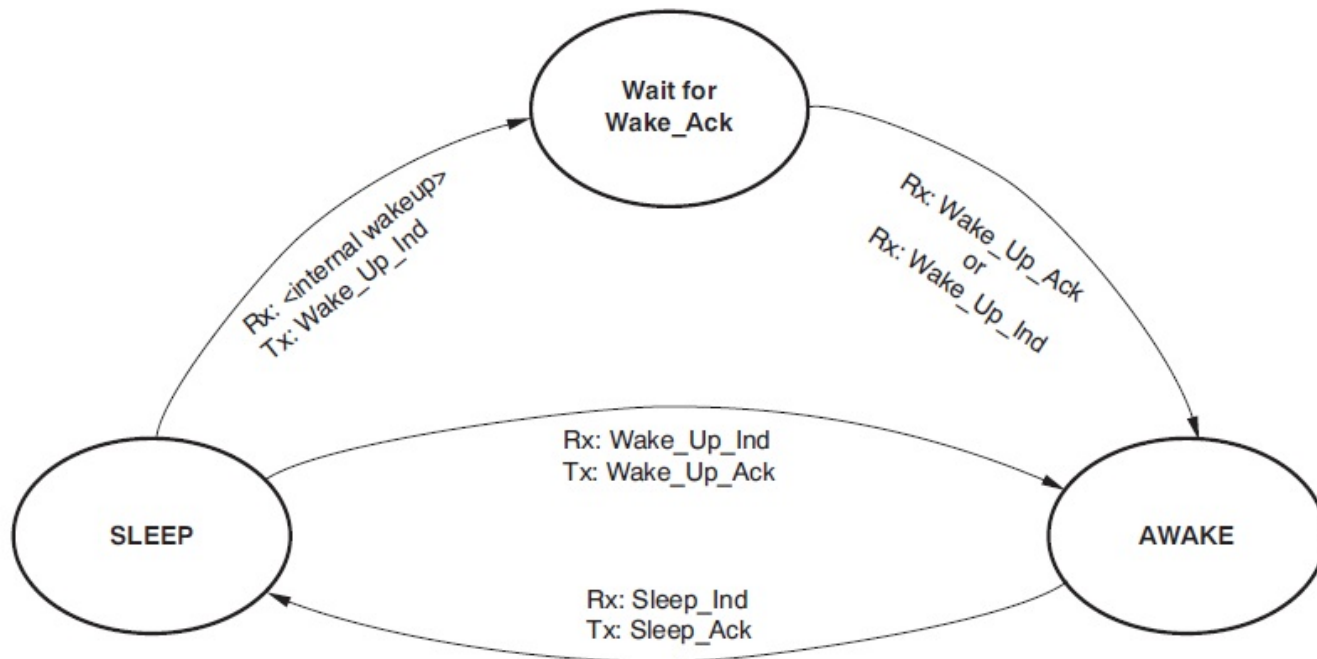 Wait for
Wake_Ack
Rx: <internal wakeup>
Tx: Wake_Up_Ind
Rx: Wake_Up_Ack
or
Rx: Wake_Up_Ind
Rx: Wake_Up_Ind
Tx: Wake_Up_Ack
SLEEP
AWAKE
Rx: Sleep_Ind
Tx: Sleep_Ack